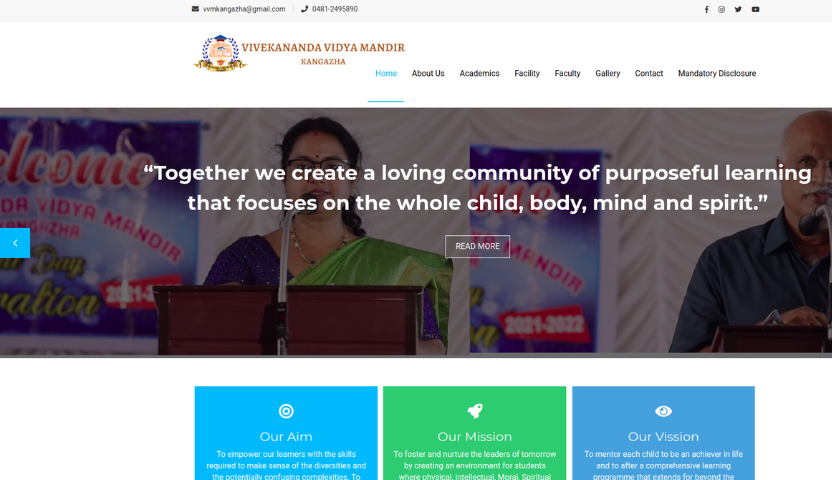 vvmkangazha@gmail.com
0481-2495890
VIVEKANANDA VIDYA MANDIR
KANGAZHA
Home
About Us
Academics
Facility
Faculty
Gallery
Contact
Mandatory Disclosure
elcome
DA VIDYA MANDIR
KANGAZHA
Day
ration 2021-2
MANDIR
2021-2022
“Together we create a loving community of purposeful learning
that focuses on the whole child, body, mind and spirit.”
READ MORE
Our Aim
To empower our learners with the skills
required to make sense of the diversities and
the potentially confusing complexities. To
Our Mission
To foster and nurture the leaders of tomorrow
by creating an environment for students
where physical, intellectual, Moral, Spiritual
Our Vission
To mentor each child to be an achiever in life
and to after a comprehensive learning
programme that extends for beyond the